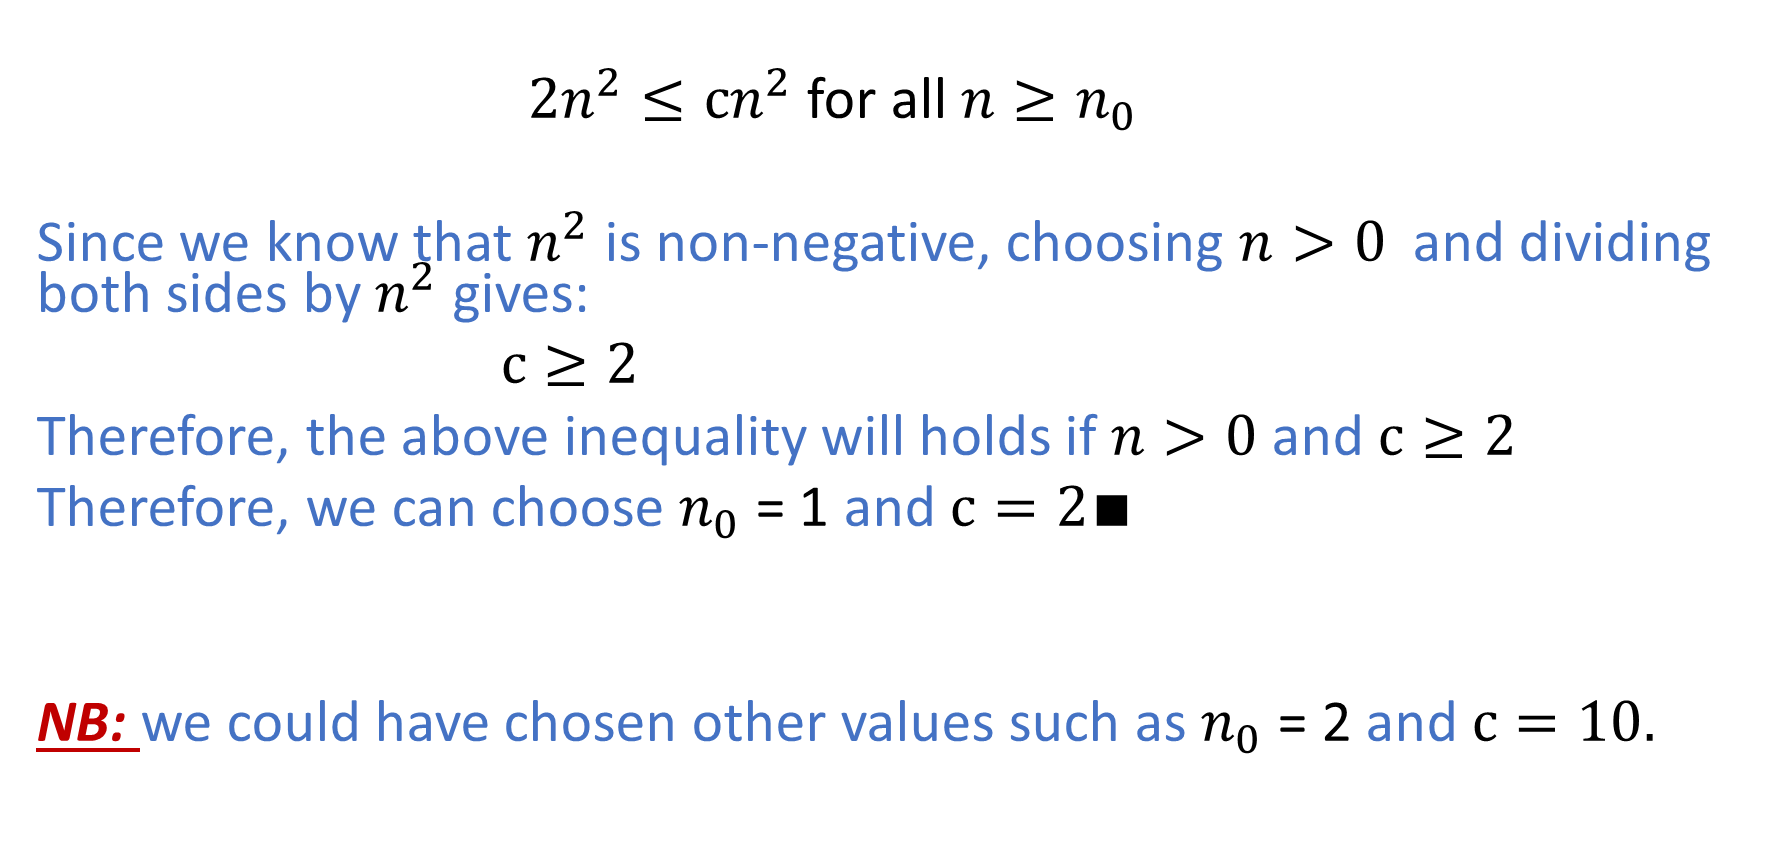 2n² ≤ cn² for all n ≥ n₀
Since we know that n² is non-negative, choosing n > 0 and dividing
both sides by n² gives:
c ≥ 2
Therefore, the above inequality will holds if n > 0 and c ≥ 2
Therefore, we can choose n₀ = 1 and c = 2■
NB: we could have chosen other values such as n₀ = 2 and c = 10.